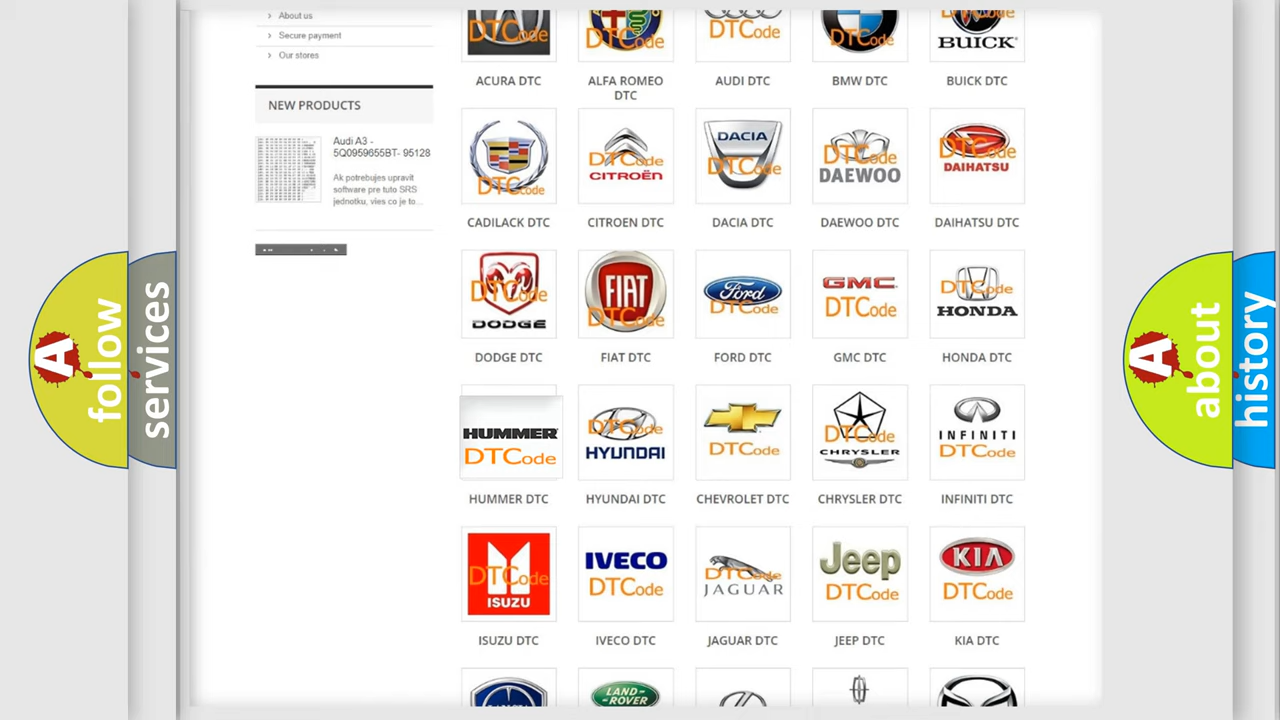 About us
Secure payment
Our stores
NEW PRODUCTS
Audi A3 -
5Q0959655BT- 95128
Ak potrebujes upravit
software pre tuto SRS
jednotku, vies co je to...
DTCode
DTCode
DTCode
DTCode
BUICK
ACURA DTC
ALFA ROMEO
DTC
AUDI DTC
BMW DTC
BUICK DTC
DTCode
DTCode
CITROËN
DACIA
DTCode
DTCode
DAEWOO
DTCode
DAIHATSU
CADILACK DTC
CITROEN DTC
DACIA DTC
DAEWOO DTC
DAIHATSU DTC
DTCode
DODGE
FIAT
DTCode
Ford
DTCode
GMC
DTCode
DTCode
HONDA
DODGE DTC
FIAT DTC
FORD DTC
GMC DTC
HONDA DTC
HUMMER
DTCode
DTCode
HYUNDAI
DTCode
DTCode
CHRYSLER
INFINITI
DTCode
HUMMER DTC
HYUNDAI DTC
CHEVROLET DTC
CHRYSLER DTC
INFINITI DTC
DTCode
ISUZU
IVECO
DTCode
DTCode
JAGUAR
Jeep
DTCode
KIA
DTCode
ISUZU DTC
IVECO DTC
JAGUAR DTC
JEEP DTC
KIA DTC
LAND-
ROVER
A follow
services
A about
history